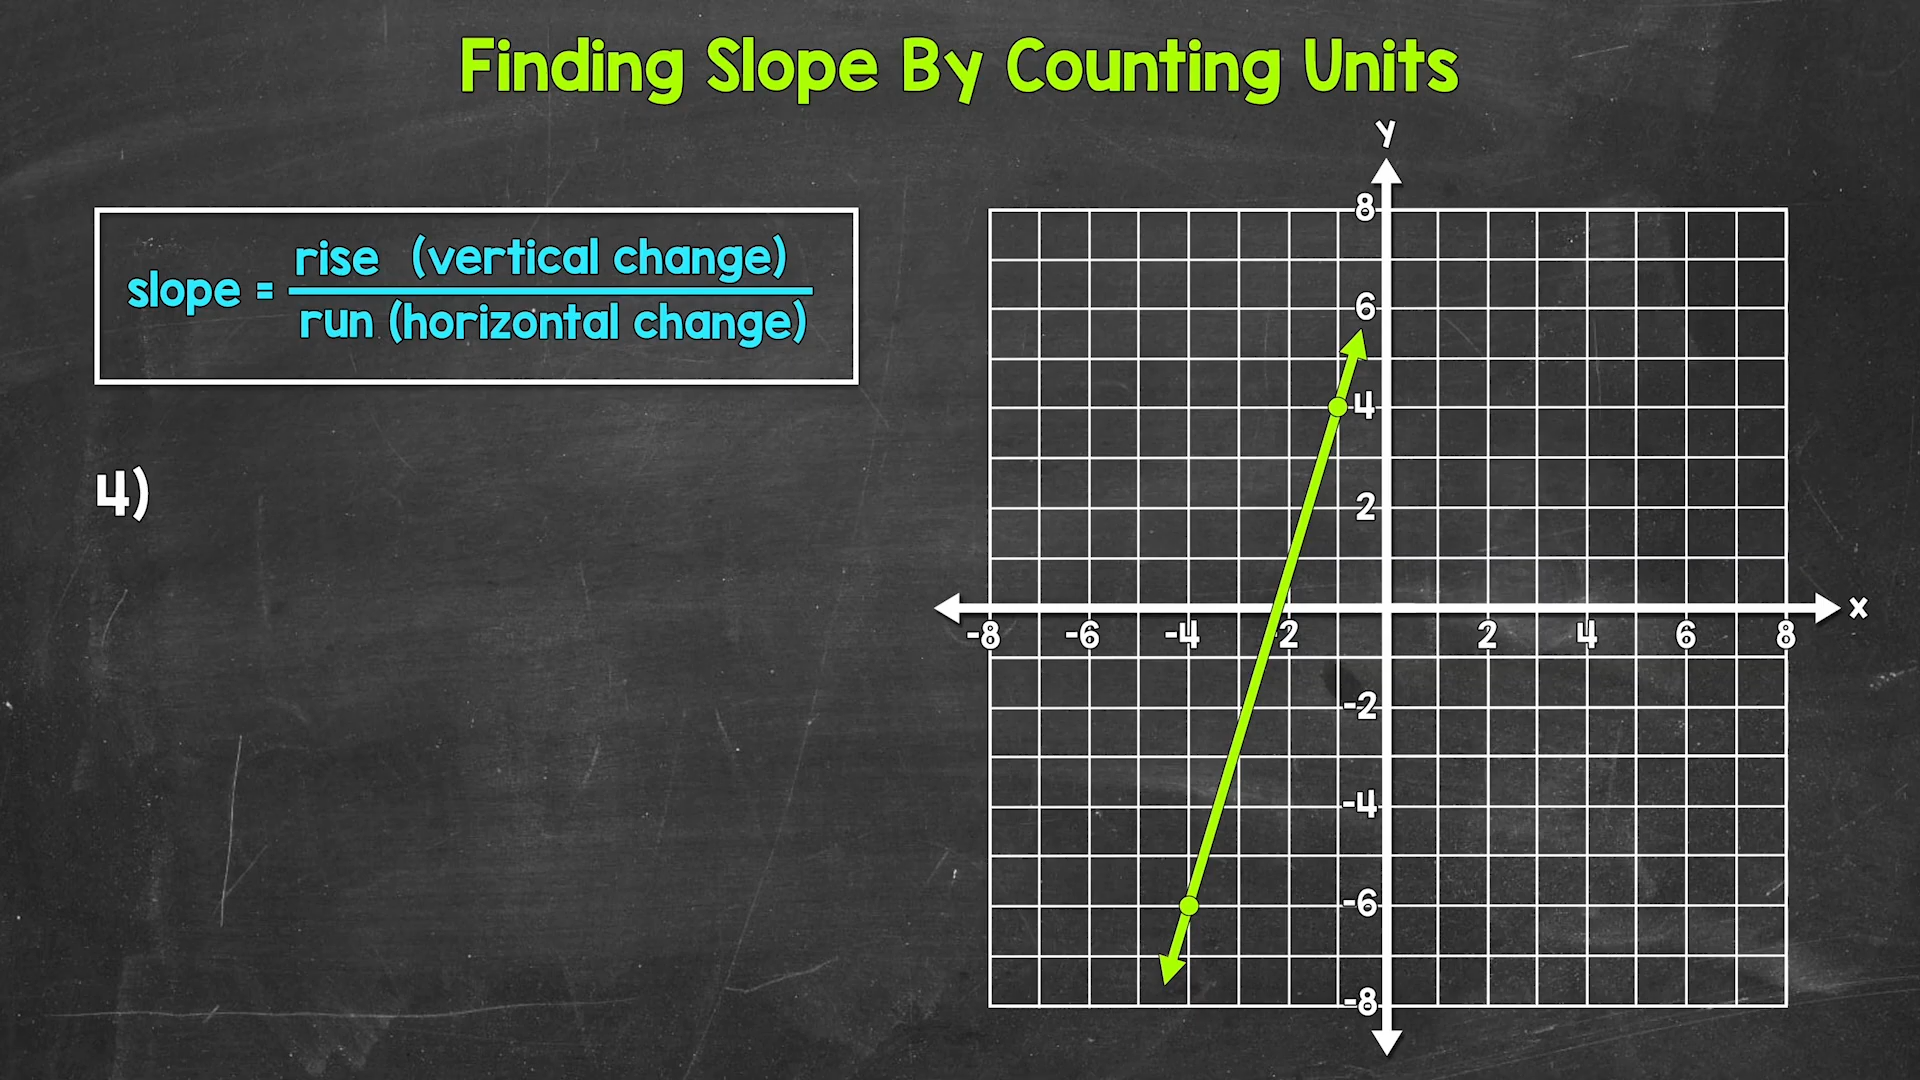 Finding Slope By Counting Units
slope = rise (vertical change)
run (horizontal change)
4)
y
8
6
4
2
-8 -6 -4 -2 2 4 6 8 x
-2
-4
-6
-8